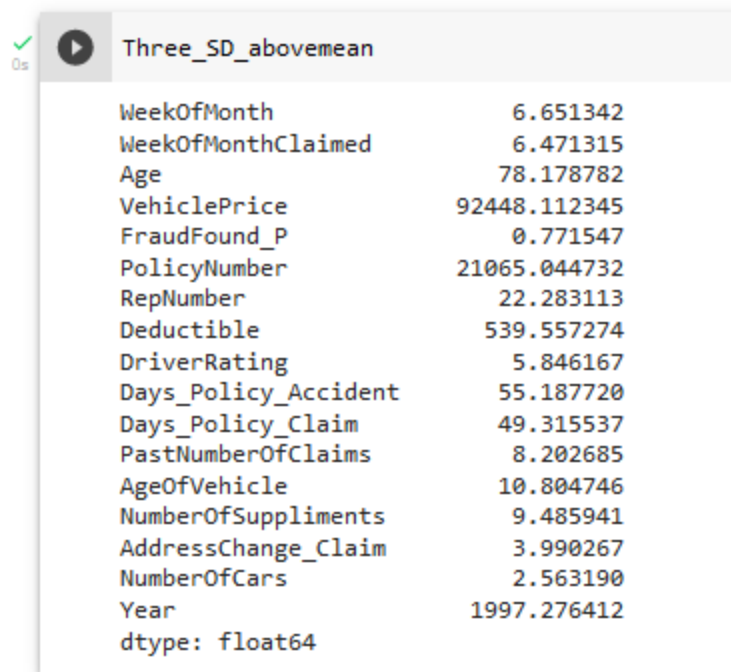 Three_SD_abovemean
0s
WeekOfMonth 6.651342
WeekOfMonthClaimed 6.471315
Age 78.178782
VehiclePrice 92448.112345
FraudFound_P 0.771547
PolicyNumber 21065.044732
RepNumber 22.283113
Deductible 539.557274
DriverRating 5.846167
Days_Policy_Accident 55.187720
Days_Policy_Claim 49.315537
PastNumberOfClaims 8.202685
AgeOfVehicle 10.804746
NumberOfSuppliments 9.485941
AddressChange_Claim 3.990267
NumberOfCars 2.563190
Year 1997.276412
dtype: float64